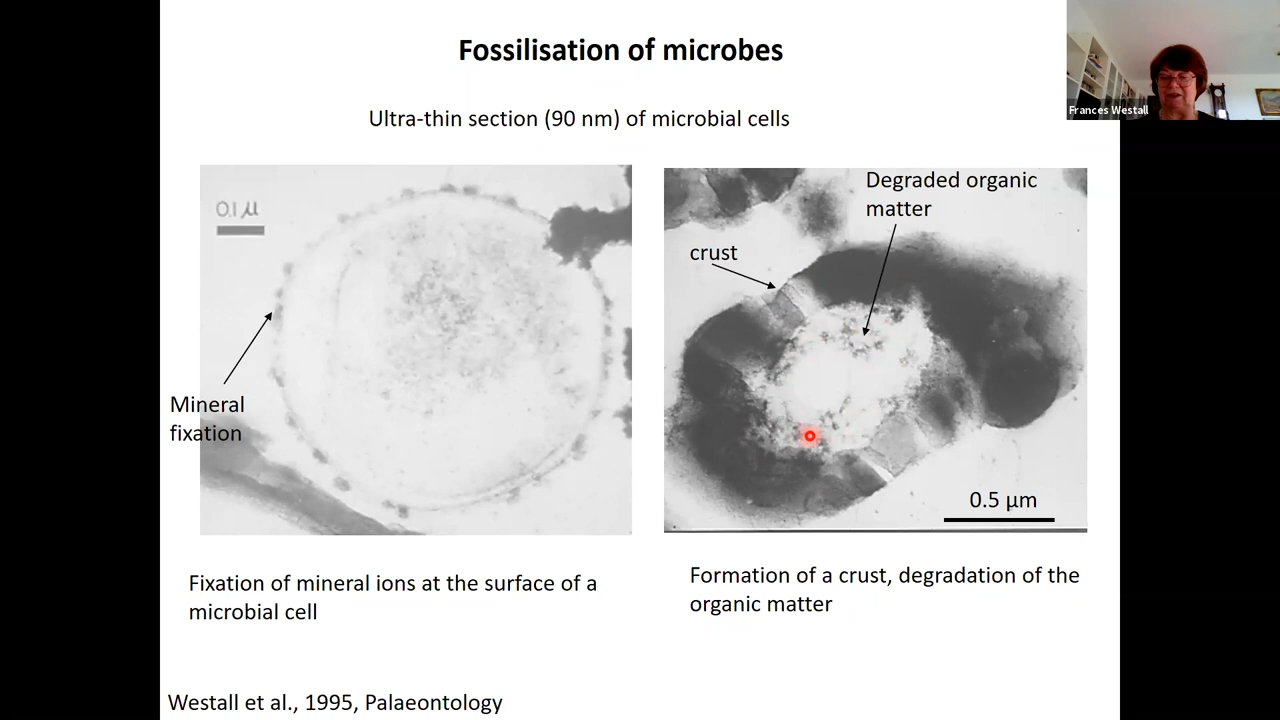 Fossilisation of microbes
Frances Westall
Ultra-thin section (90 nm) of microbial cells
0.1 μ
Mineral
fixation
Degraded organic
matter
crust
0.5 μm
Fixation of mineral ions at the surface of a
microbial cell
Formation of a crust, degradation of the
organic matter
Westall et al., 1995, Palaeontology